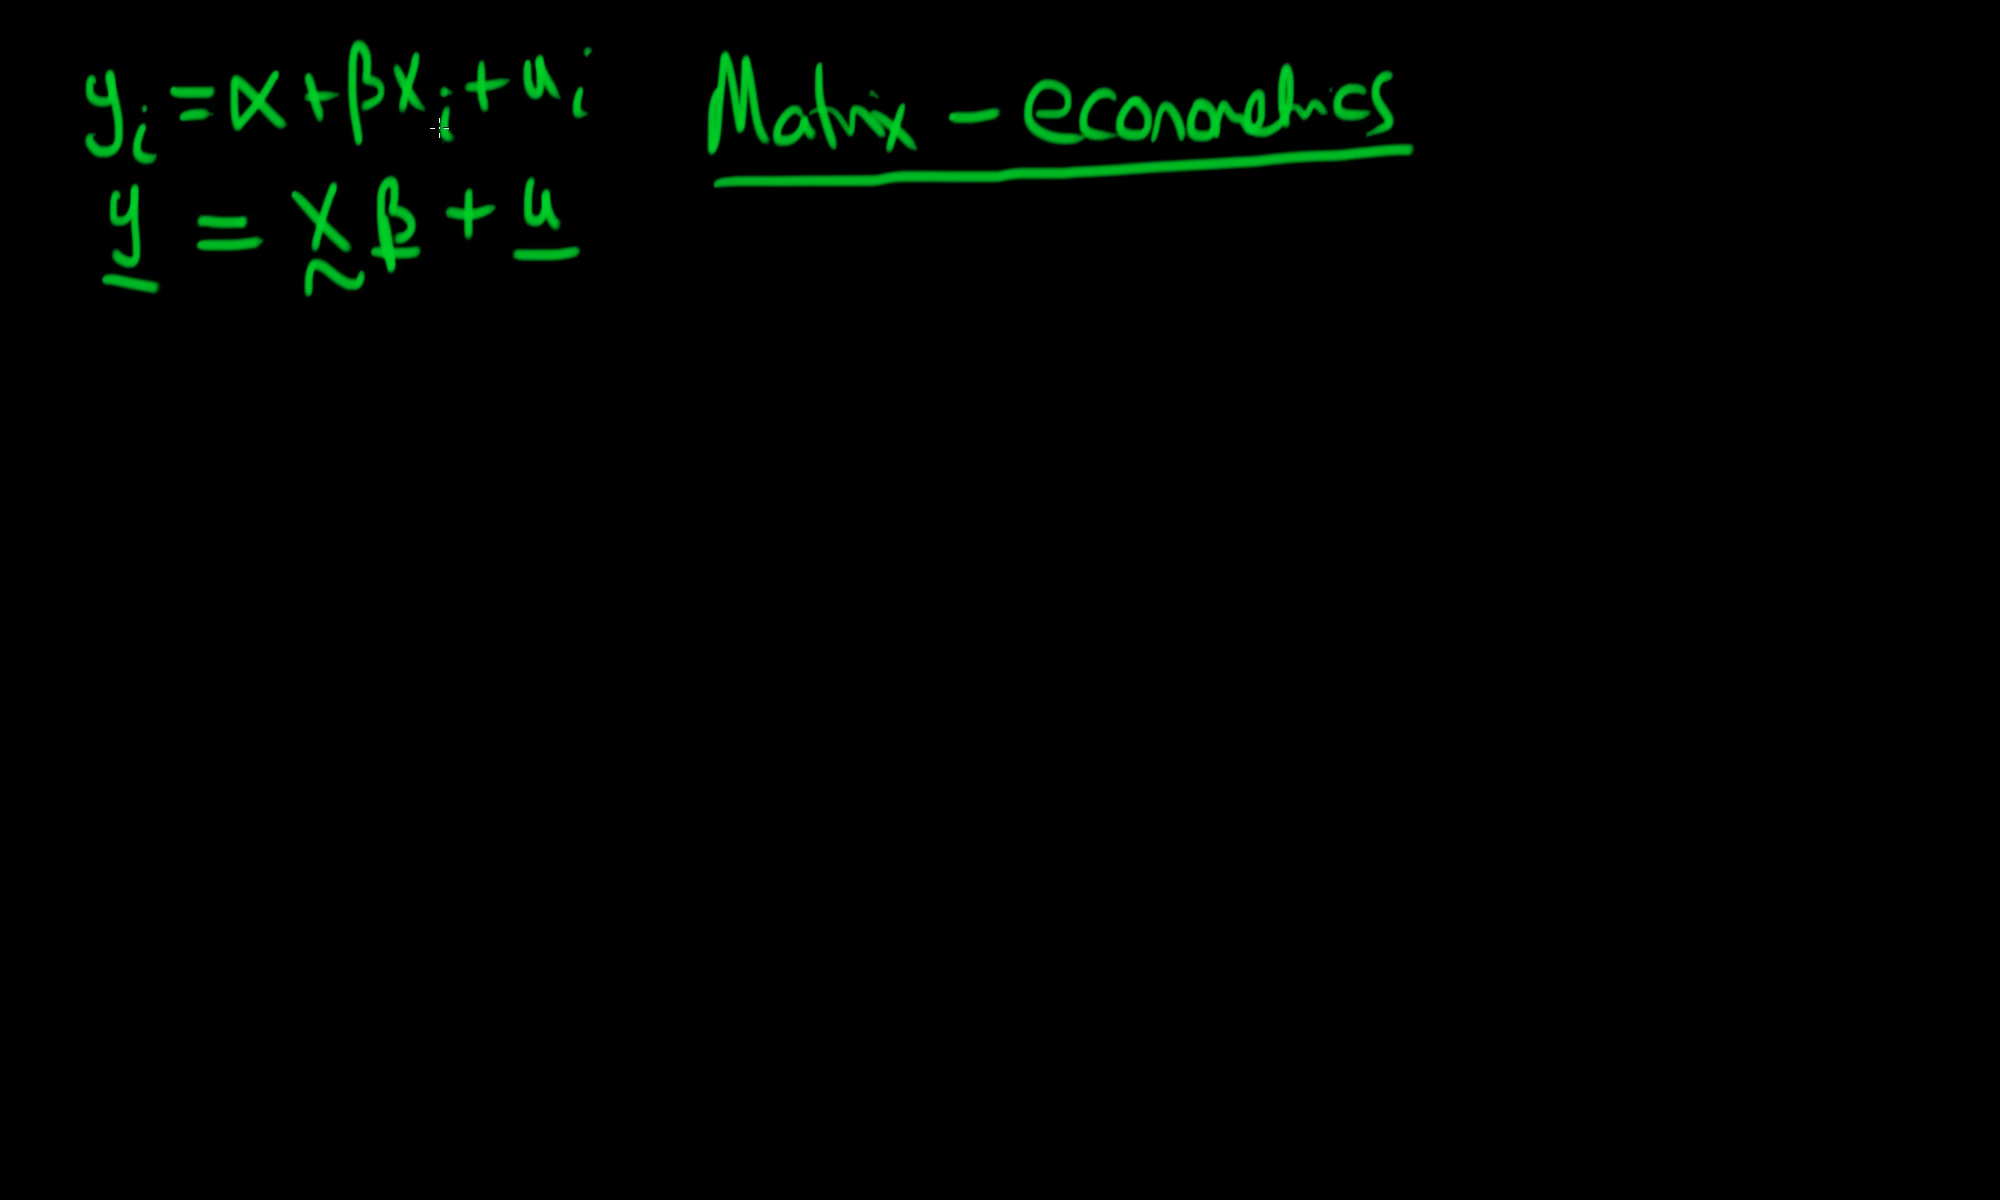 yᵢ = α + βxᵢ + uᵢ
Matrix - econometrics
y = Xβ + u